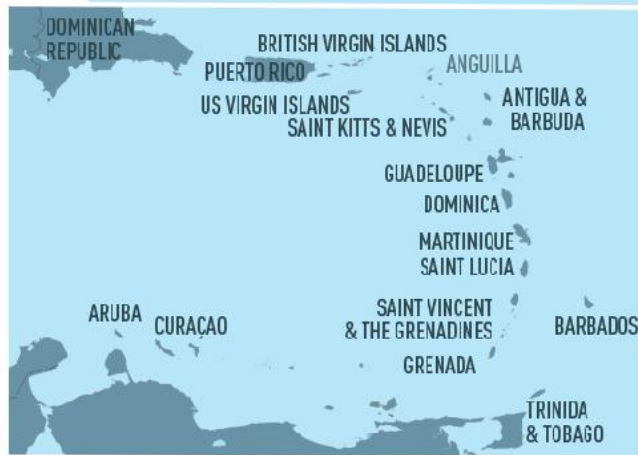 DOMINICAN
REPUBLIC
BRITISH VIRGIN ISLANDS
PUERTO RICO
ANGUILLA
US VIRGIN ISLANDS
ANTIGUA &
BARBUDA
SAINT KITTS & NEVIS
GUADELOUPE
DOMINICA
MARTINIQUE
SAINT LUCIA
ARUBA
CURAÇAO
SAINT VINCENT
& THE GRENADINES
BARBADOS
GRENADA
TRINIDA
& TOBAGO